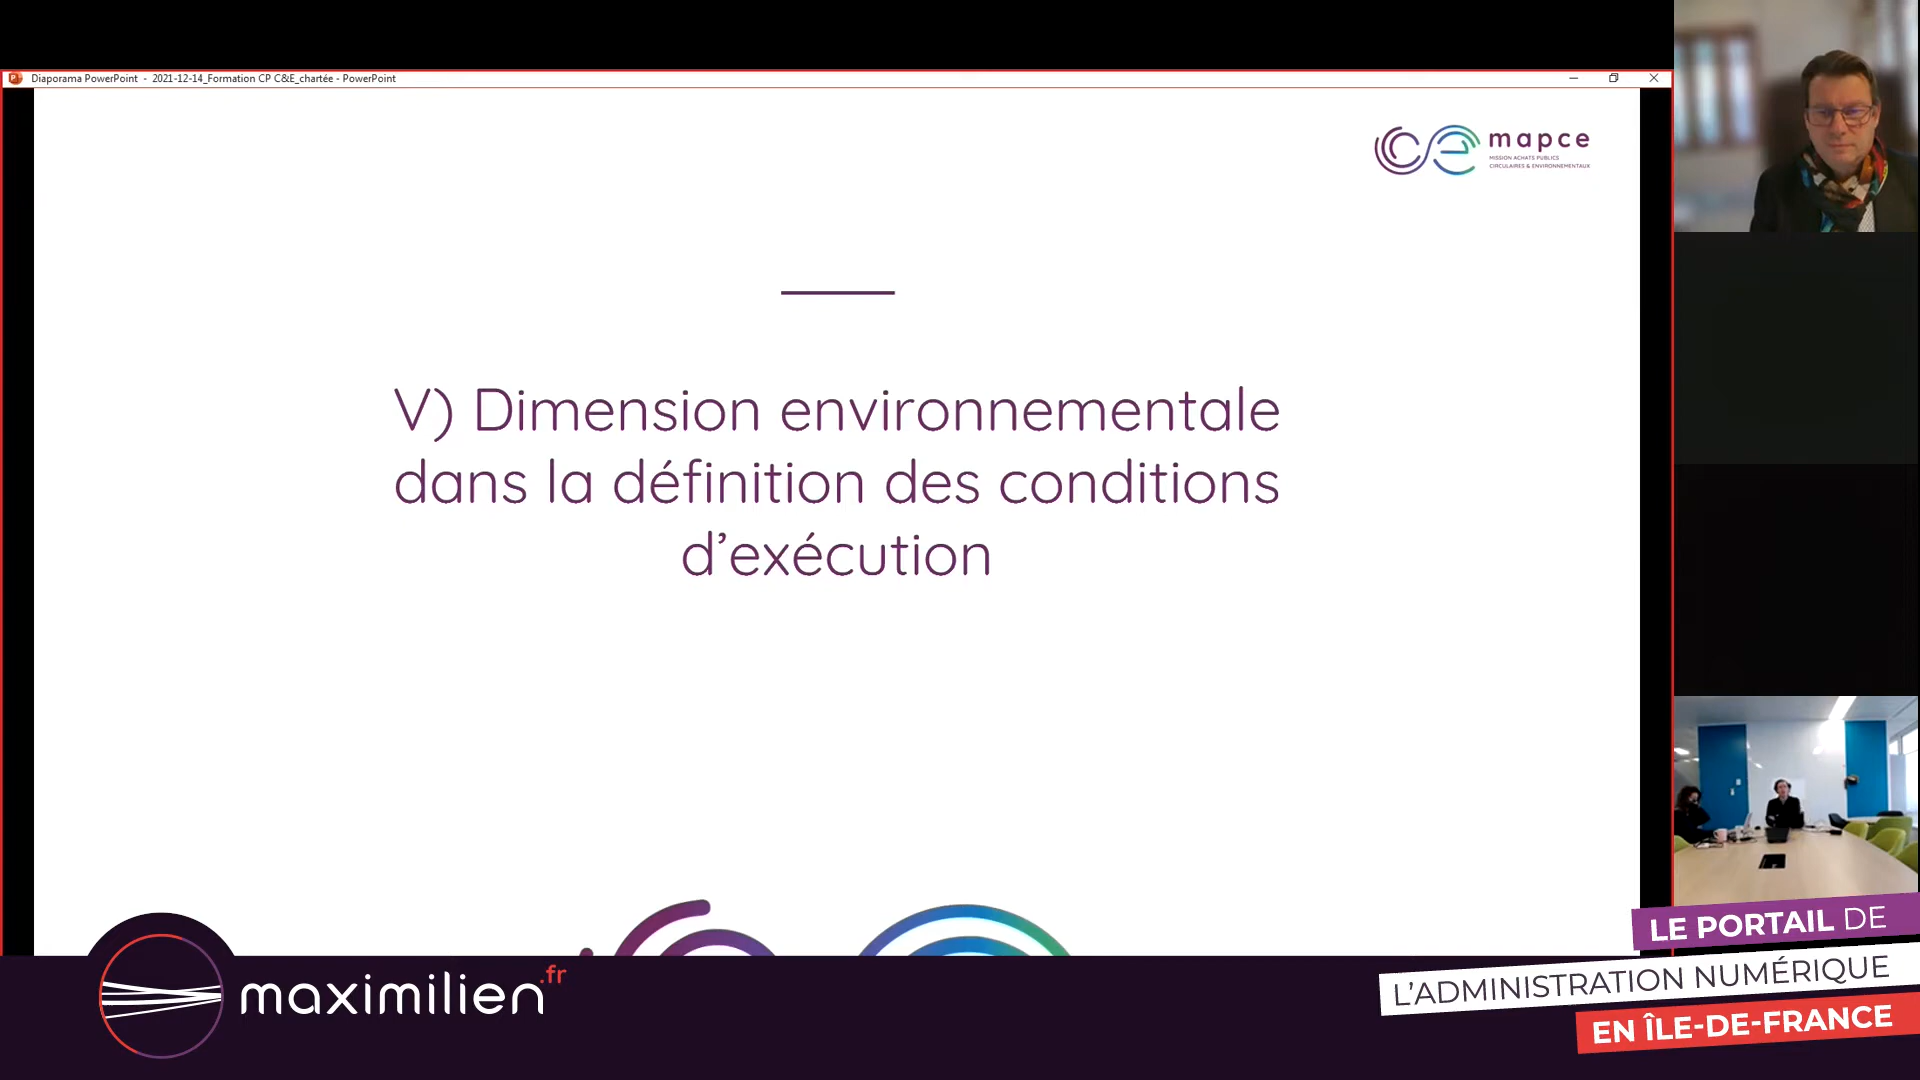 Diaporama PowerPoint - 2021-12-14_Formation CP C&E_chartée - PowerPoint
mapce
MISSION ACHATS PUBLICS
CIRCULAIRES & ENVIRONNEMENTAUX
V) Dimension environnementale
dans la définition des conditions
d’exécution
maximilien.fr
LE PORTAIL DE
L’ADMINISTRATION NUMÉRIQUE
EN ÎLE-DE-FRANCE